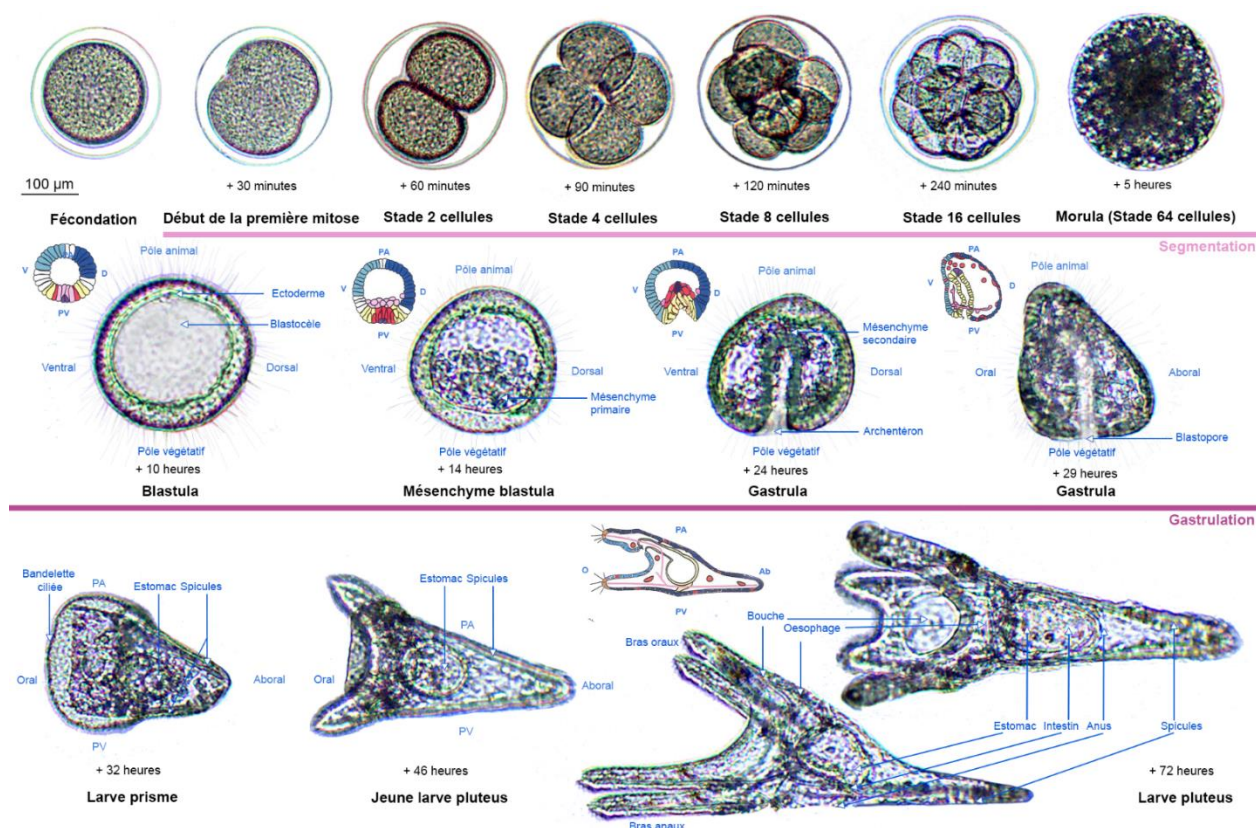 + 30 minutes
+ 60 minutes
+ 90 minutes
+ 120 minutes
+ 240 minutes
+ 5 heures
100 µm
Fécondation
Début de la première mitose
Stade 2 cellules
Stade 4 cellules
Stade 8 cellules
Stade 16 cellules
Morula (Stade 64 cellules)
Segmentation
V
D
PV
Pôle animal
Ectoderme
Blastocèle
Ventral
Dorsal
Pôle végétatif
+ 10 heures
Blastula
PA
V
D
PV
Pôle animal
Ventral
Dorsal
Mésenchyme
primaire
Pôle végétatif
+ 14 heures
Mésenchyme blastula
PA
V
D
PV
Pôle animal
Mésenchyme
secondaire
Ventral
Dorsal
Archentéron
Pôle végétatif
+ 24 heures
Gastrula
PA
V
D
PV
Pôle animal
Oral
Aboral
Blastopore
Pôle végétatif
+ 29 heures
Gastrula
Gastrulation
Bandelette
ciliée
PA
Estomac Spicules
Oral
Aboral
PV
+ 32 heures
Larve prisme
Estomac Spicules
PA
Oral
Aboral
PV
+ 46 heures
Jeune larve pluteus
PA
O
Ab
PV
Bouche
Oesophage
Bras oraux
Estomac
Intestin
Anus
Spicules
+ 72 heures
Larve pluteus
Bras anaux